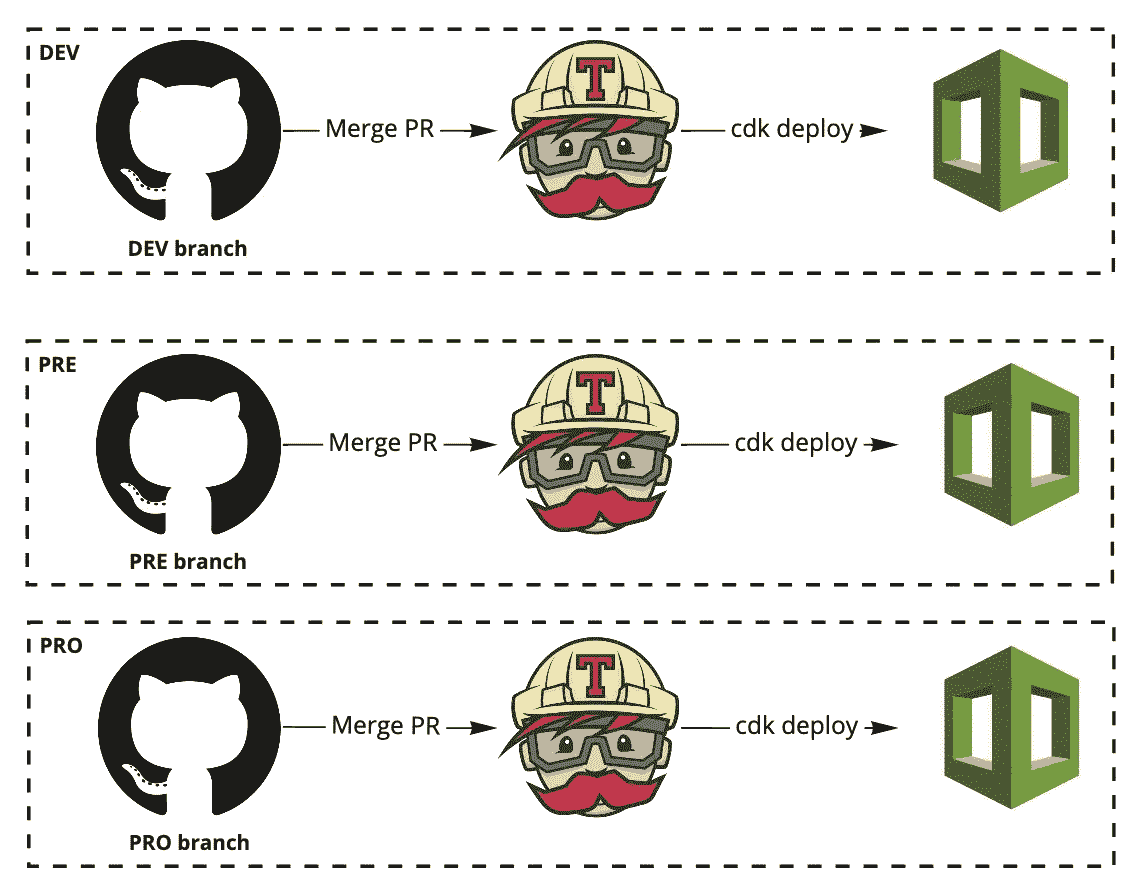 DEV
T
Merge PR
cdk deploy
DEV branch
PRE
T
Merge PR
cdk deploy
PRE branch
PRO
T
Merge PR
cdk deploy
PRO branch